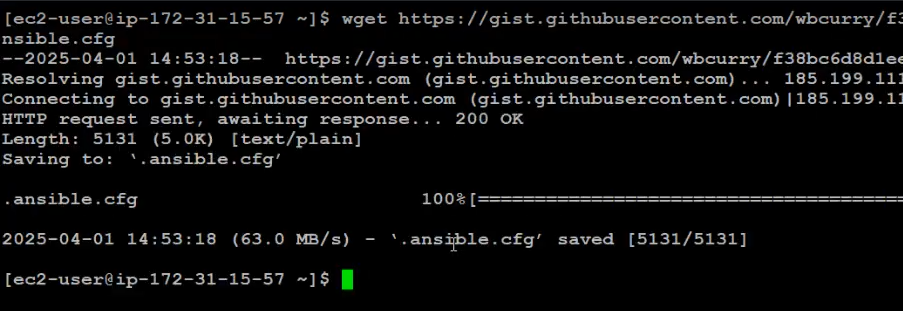 [ec2-user@ip-172-31-15-57 ~]$ wget https://gist.githubusercontent.com/wbcurry/f3
nsible.cfg
--2025-04-01 14:53:18--  https://gist.githubusercontent.com/wbcurry/f38bc6d8d1ee
Resolving gist.githubusercontent.com (gist.githubusercontent.com)... 185.199.111
Connecting to gist.githubusercontent.com (gist.githubusercontent.com)|185.199.11
HTTP request sent, awaiting response... 200 OK
Length: 5131 (5.0K) [text/plain]
Saving to: ‘.ansible.cfg’
.ansible.cfg                         100%[======================================
2025-04-01 14:53:18 (63.0 MB/s) - ‘.ansible.cfg’ saved [5131/5131]
[ec2-user@ip-172-31-15-57 ~]$